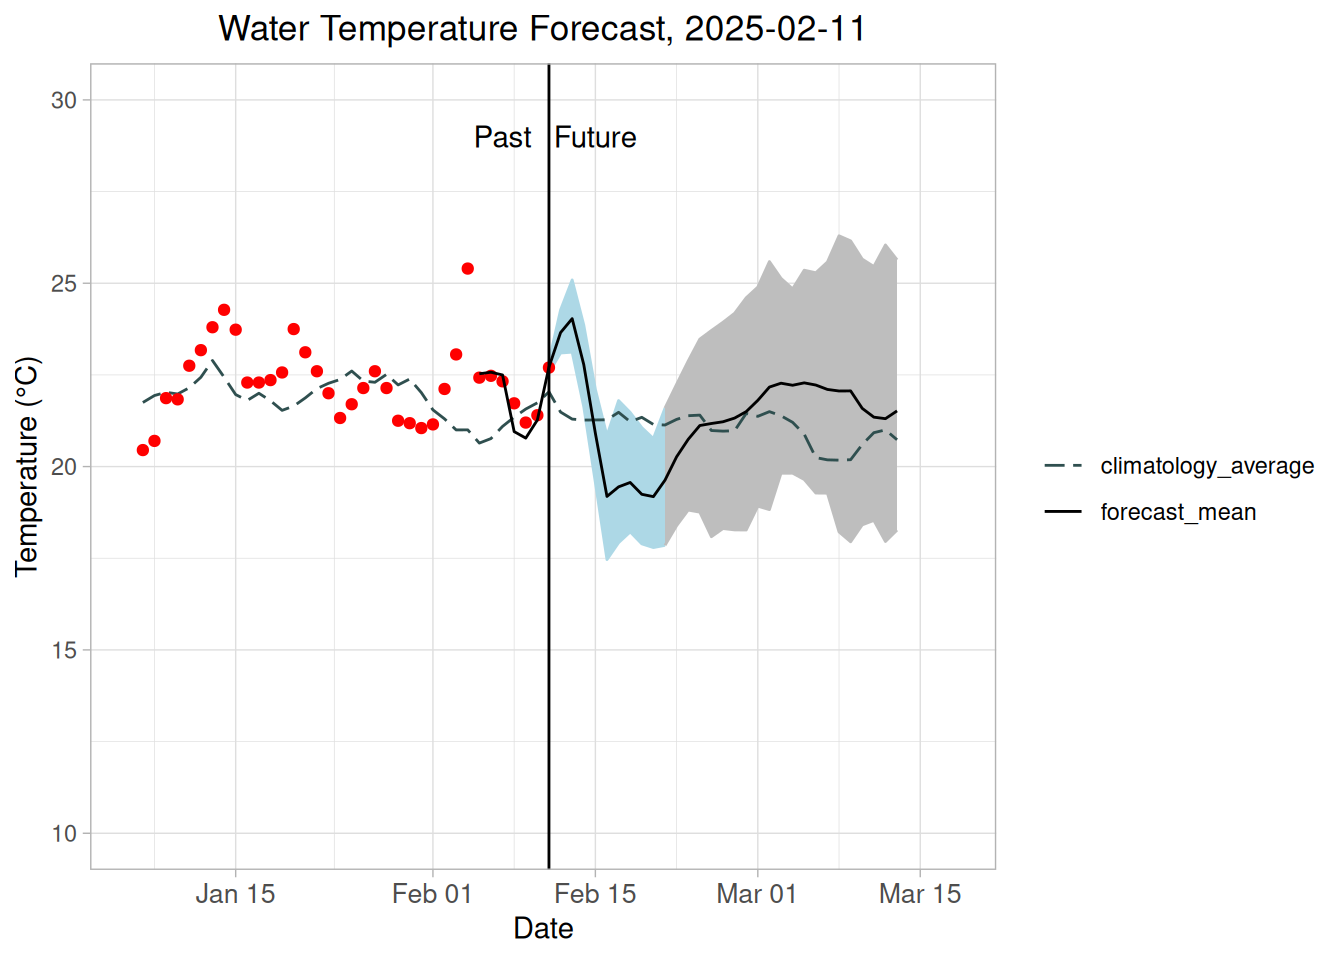 Water Temperature Forecast, 2025-02-11
Temperature (°C)
30
25
20
15
10
Past
Future
Jan 15
Feb 01
Feb 15
Mar 01
Mar 15
Date
climatology_average
forecast_mean